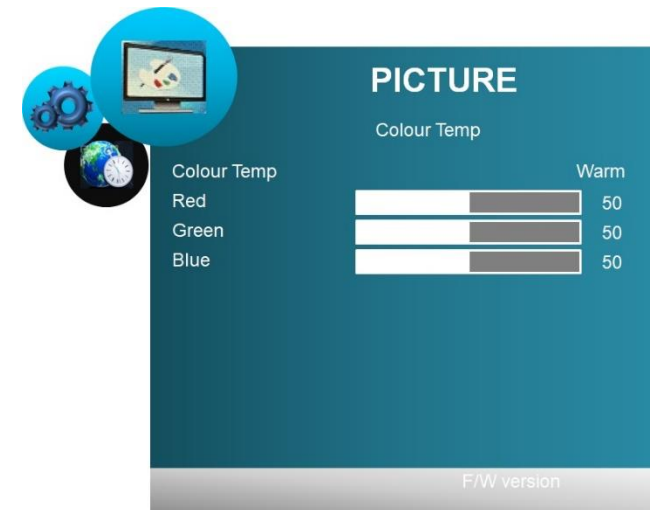 PICTURE
Colour Temp
Colour Temp Warm
Red 50
Green 50
Blue 50
F/W version